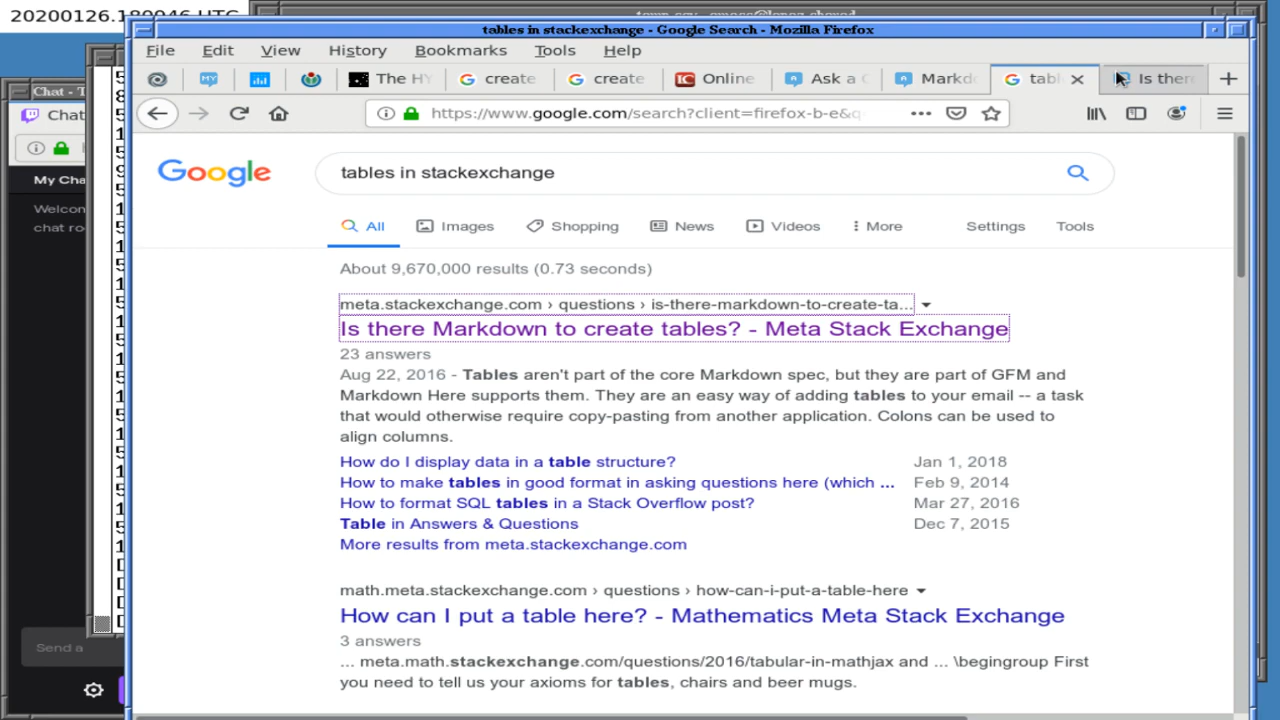 20200126.180946 UTC
tables in stackexchange - Google Search - Mozilla Firefox
File Edit View History Bookmarks Tools Help
The HY create create Online Ask a Markd tabl Is ther
https://www.google.com/search?client=firefox-b-e&q
Chat - T
Chat
My Cha
Welcon
chat ro
Send a
Google
tables in stackexchange
All Images Shopping News Videos More Settings Tools
About 9,670,000 results (0.73 seconds)
meta.stackexchange.com › questions › is-there-markdown-to-create-ta...
Is there Markdown to create tables? - Meta Stack Exchange
23 answers
Aug 22, 2016 - Tables aren't part of the core Markdown spec, but they are part of GFM and
Markdown Here supports them. They are an easy way of adding tables to your email -- a task
that would otherwise require copy-pasting from another application. Colons can be used to
align columns.
How do I display data in a table structure? Jan 1, 2018
How to make tables in good format in asking questions here (which ... Feb 9, 2014
How to format SQL tables in a Stack Overflow post? Mar 27, 2016
Table in Answers & Questions Dec 7, 2015
More results from meta.stackexchange.com
math.meta.stackexchange.com › questions › how-can-i-put-a-table-here
How can I put a table here? - Mathematics Meta Stack Exchange
3 answers
... meta.math.stackexchange.com/questions/2016/tabular-in-mathjax and ... \begingroup First
you need to tell us your axioms for tables, chairs and beer mugs.